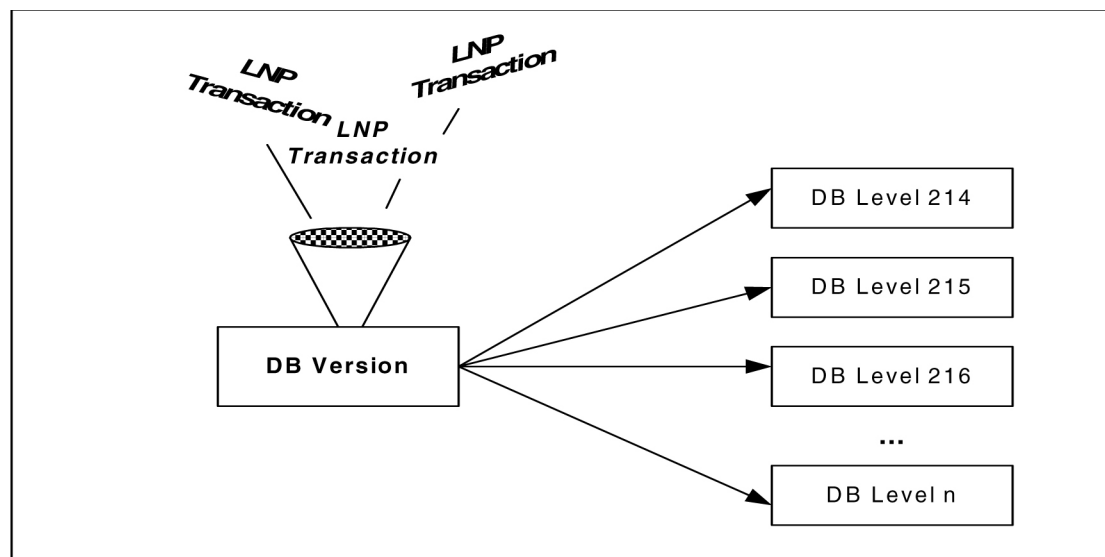 LNP
Transaction
LNP
Transaction
LNP
Transaction
DB Version
DB Level 214
DB Level 215
DB Level 216
...
DB Level n